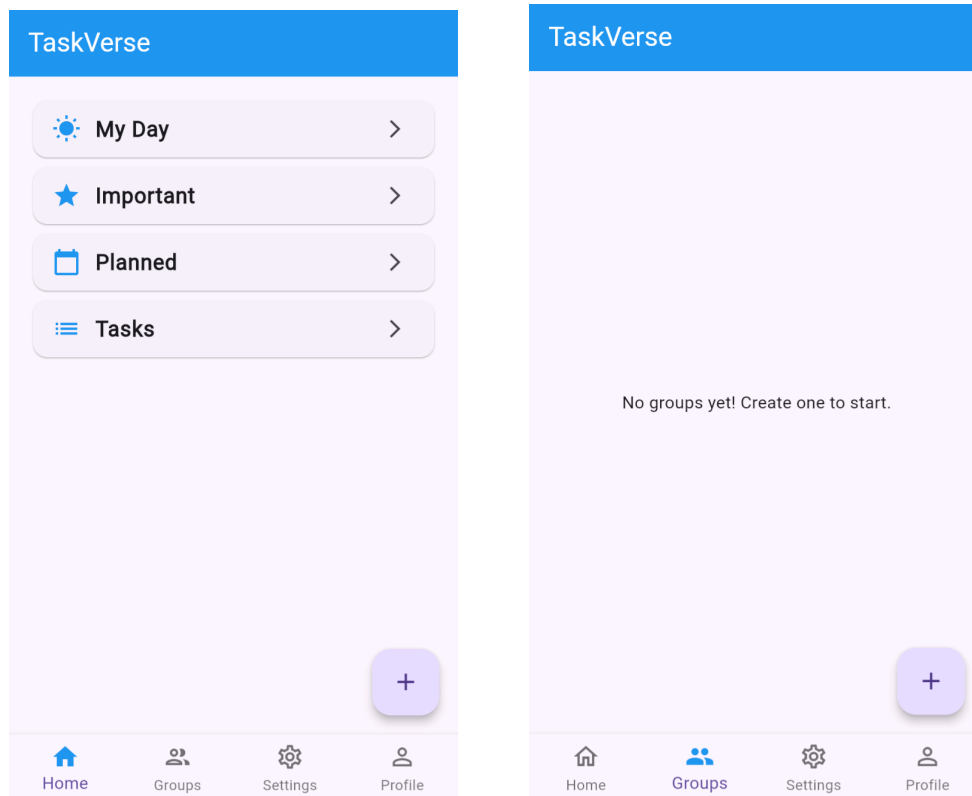 TaskVerse
My Day
Important
Planned
Tasks
Home Groups Settings Profile
TaskVerse
No groups yet! Create one to start.
Home Groups Settings Profile